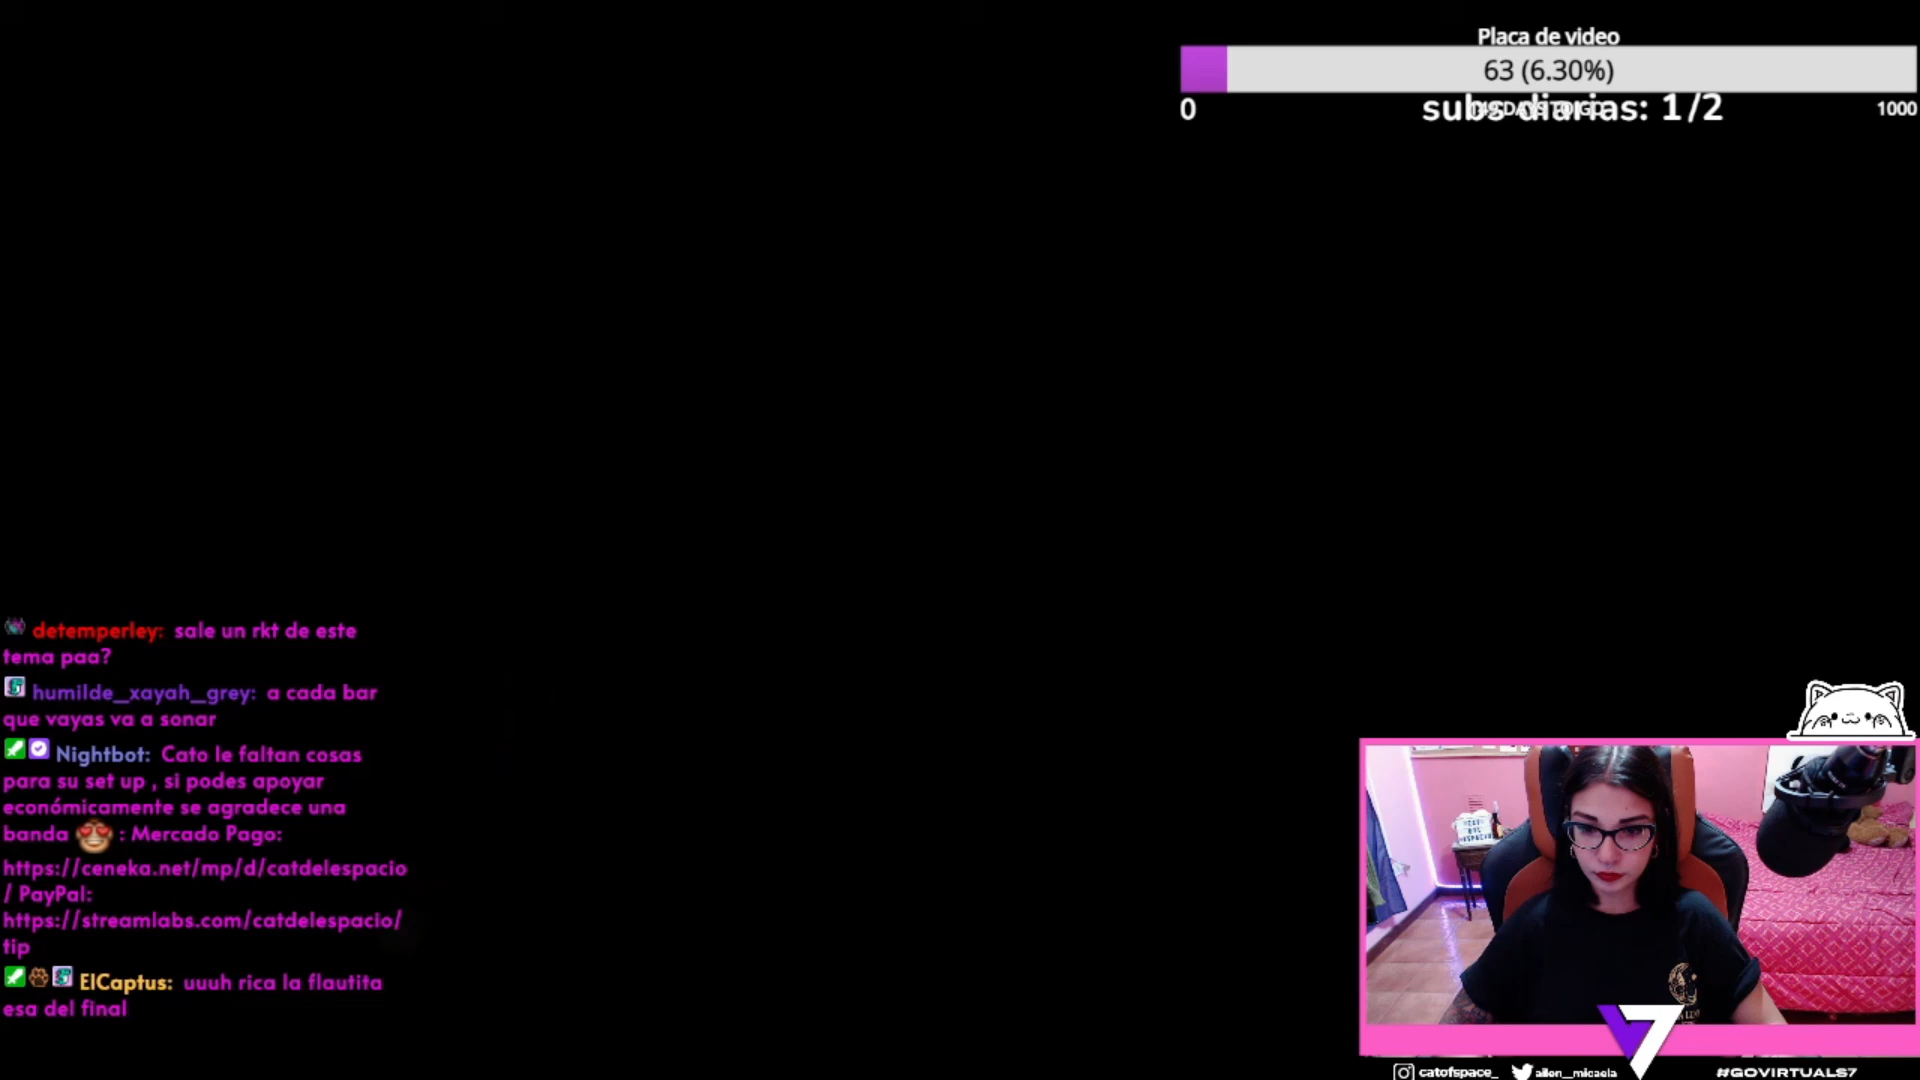 Placa de video
63 (6.30%)
0
subs diarias: 1/2
1000
detemperley: sale un rkt de este
tema paa?
humilde_xayah_grey: a cada bar
que vayas va a sonar
Nightbot: Cato le faltan cosas
para su set up , si podes apoyar
económicamente se agradece una
banda : Mercado Pago:
https://ceneka.net/mp/d/catdelespacio
/ PayPal:
https://streamlabs.com/catdelespacio/
tip
ElCaptus: uuuh rica la flautita
esa del final
catofspace_
ailen_micaela
#GOVIRTUALS7